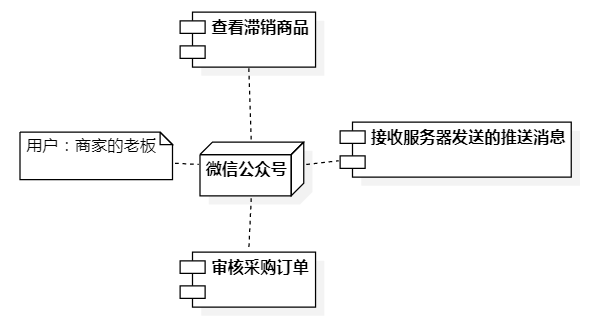 查看滞销商品
接收服务器发送的推送消息
用户：商家的老板
微信公众号
审核采购订单